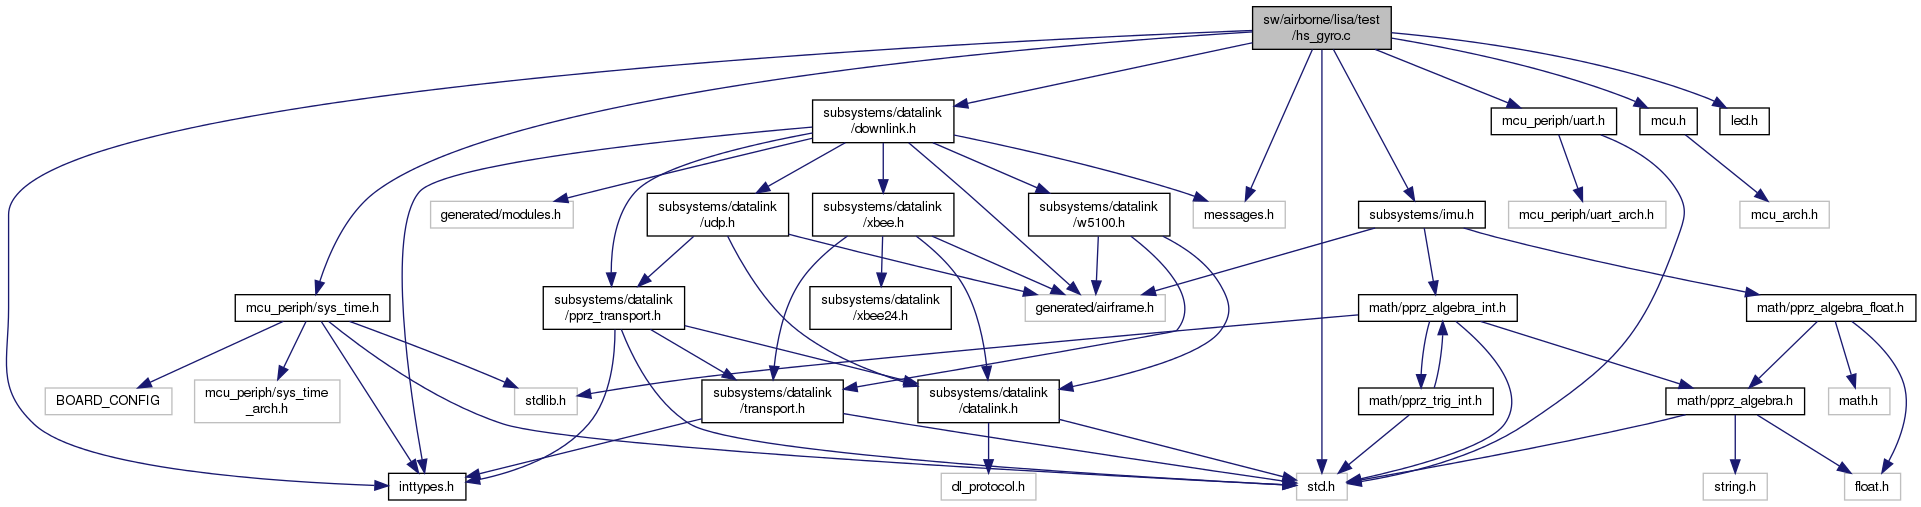 sw/airborne/lisa/test
/hs_gyro.c
subsystems/datalink
/downlink.h
mcu_periph/uart.h
mcu.h
led.h
generated/modules.h
subsystems/datalink
/udp.h
subsystems/datalink
/xbee.h
subsystems/datalink
/w5100.h
messages.h
subsystems/imu.h
mcu_periph/uart_arch.h
mcu_arch.h
mcu_periph/sys_time.h
subsystems/datalink
/pprz_transport.h
subsystems/datalink
/xbee24.h
generated/airframe.h
math/pprz_algebra_int.h
math/pprz_algebra_float.h
BOARD_CONFIG
mcu_periph/sys_time
_arch.h
stdlib.h
subsystems/datalink
/transport.h
subsystems/datalink
/datalink.h
math/pprz_trig_int.h
math/pprz_algebra.h
math.h
inttypes.h
dl_protocol.h
std.h
string.h
float.h